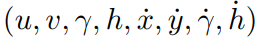 (u, v, γ, h, ẋ, ẏ, γ̇, ḣ)